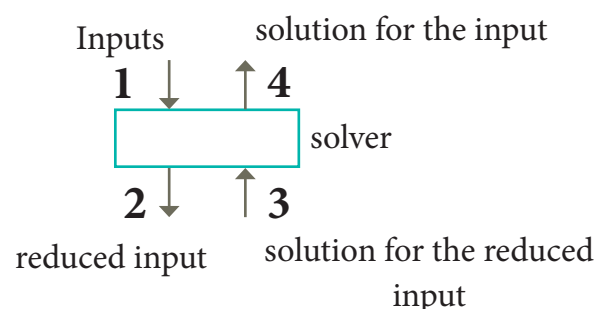 Inputs
solution for the input
1
4
solver
2
3
reduced input
solution for the reduced
input